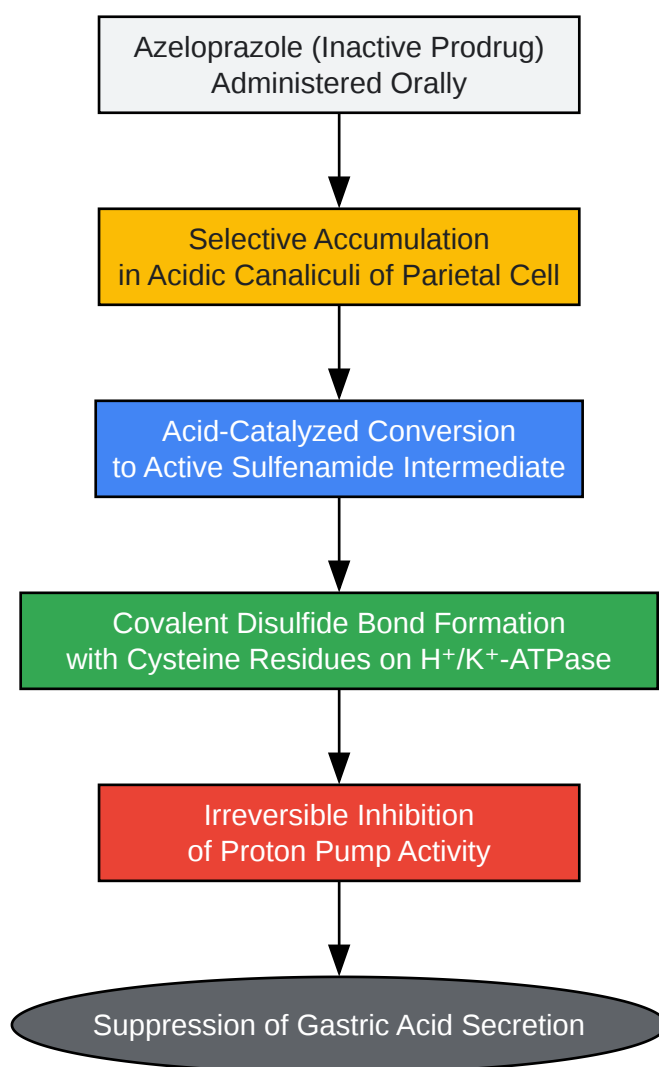 Azeloprazole (Inactive Prodrug)
Administered Orally
Selective Accumulation
in Acidic Canaliculi of Parietal Cell
Acid-Catalyzed Conversion
to Active Sulfenamide Intermediate
Covalent Disulfide Bond Formation
with Cysteine Residues on H⁺/K⁺-ATPase
Irreversible Inhibition
of Proton Pump Activity
Suppression of Gastric Acid Secretion